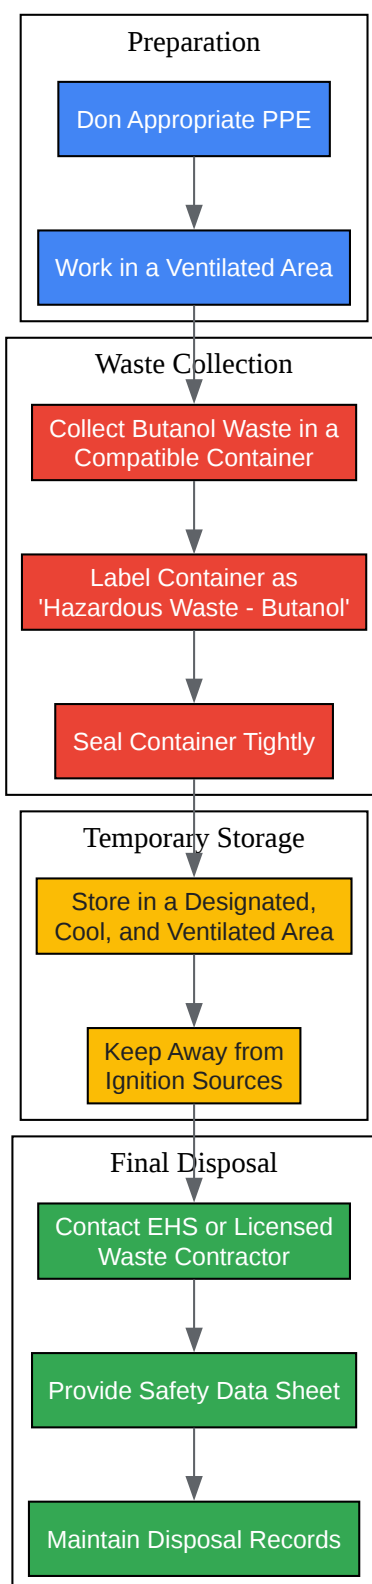 Preparation
Don Appropriate PPE
Work in a Ventilated Area
Waste Collection
Collect Butanol Waste in a
Compatible Container
Label Container as
'Hazardous Waste - Butanol'
Seal Container Tightly
Temporary Storage
Store in a Designated,
Cool, and Ventilated Area
Keep Away from
Ignition Sources
Final Disposal
Contact EHS or Licensed
Waste Contractor
Provide Safety Data Sheet
Maintain Disposal Records